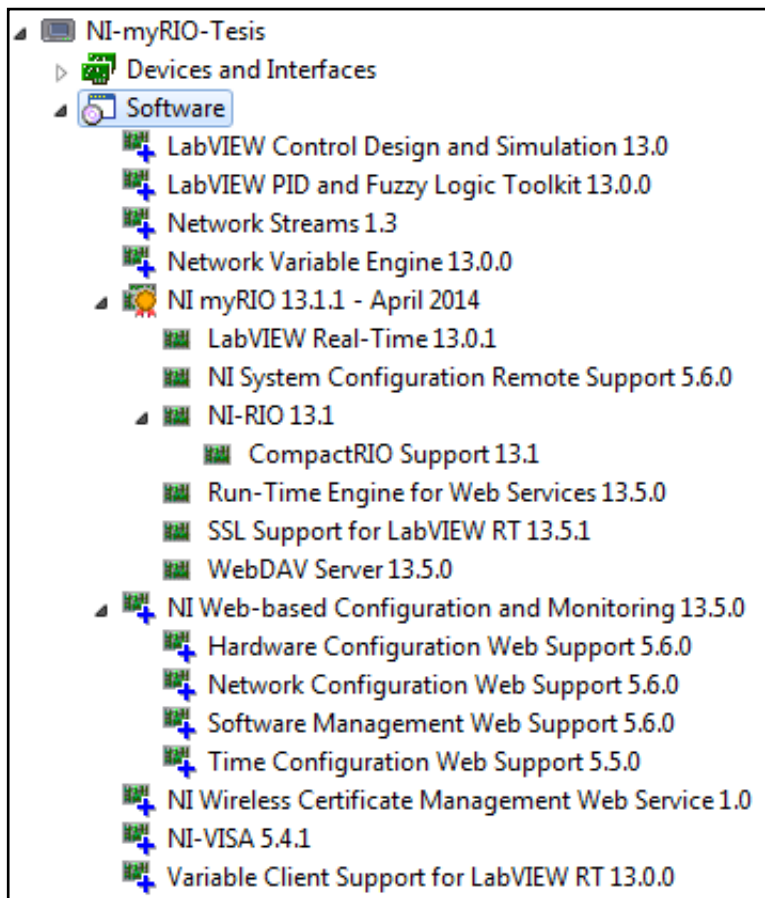 NI-myRIO-Tesis
Devices and Interfaces
Software
LabVIEW Control Design and Simulation 13.0
LabVIEW PID and Fuzzy Logic Toolkit 13.0.0
Network Streams 1.3
Network Variable Engine 13.0.0
NI myRIO 13.1.1 - April 2014
LabVIEW Real-Time 13.0.1
NI System Configuration Remote Support 5.6.0
NI-RIO 13.1
CompactRIO Support 13.1
Run-Time Engine for Web Services 13.5.0
SSL Support for LabVIEW RT 13.5.1
WebDAV Server 13.5.0
NI Web-based Configuration and Monitoring 13.5.0
Hardware Configuration Web Support 5.6.0
Network Configuration Web Support 5.6.0
Software Management Web Support 5.6.0
Time Configuration Web Support 5.5.0
NI Wireless Certificate Management Web Service 1.0
NI-VISA 5.4.1
Variable Client Support for LabVIEW RT 13.0.0